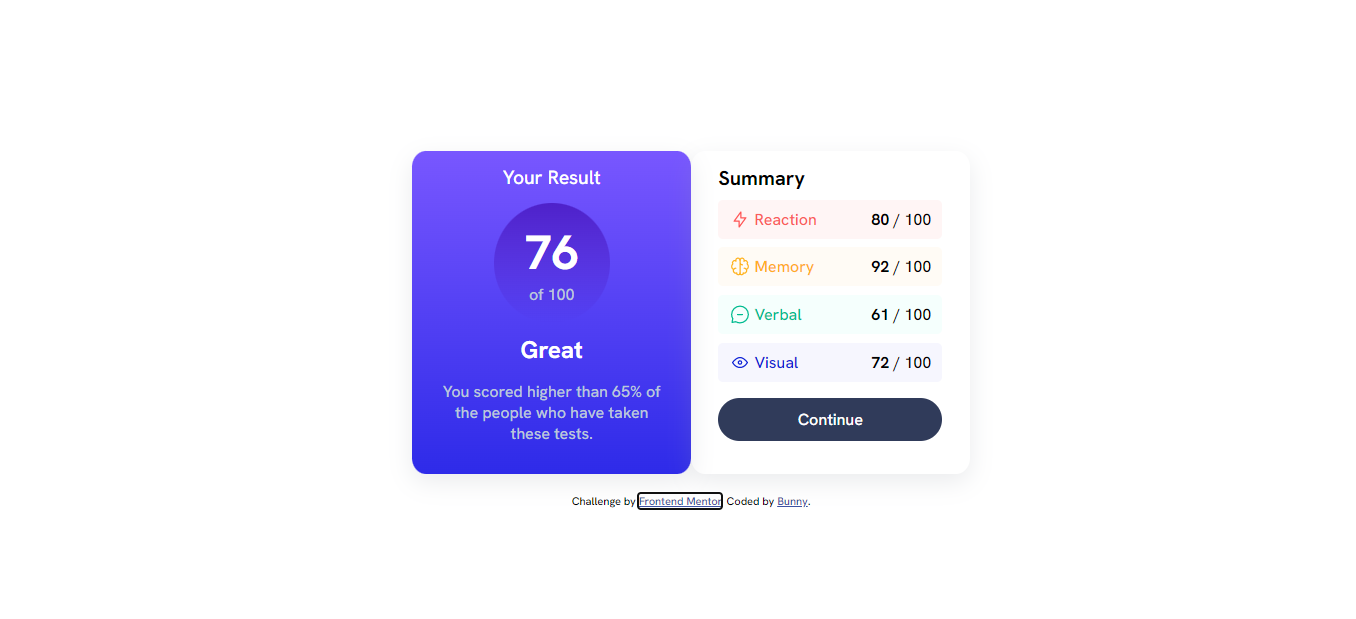 Your Result
76
of 100
Great
You scored higher than 65% of
the people who have taken
these tests.
Summary
Reaction 80 / 100
Memory 92 / 100
Verbal 61 / 100
Visual 72 / 100
Continue
Challenge by Frontend Mentor. Coded by Bunny.